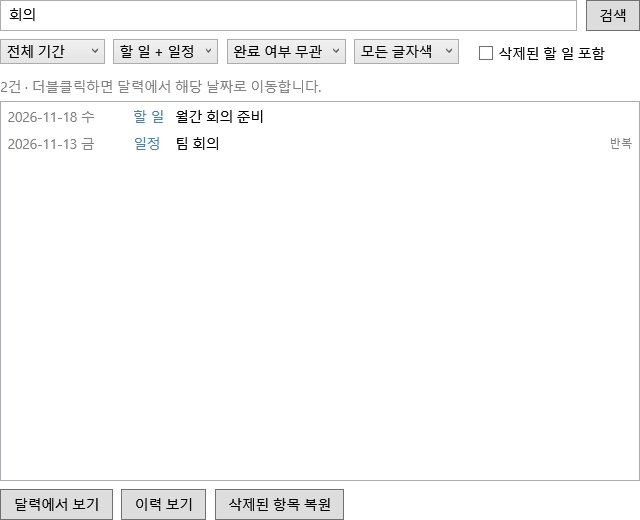 회의 검색
전체 기간 할 일 + 일정 완료 여부 무관 모든 글자색 삭제된 할 일 포함
2건 · 더블클릭하면 달력에서 해당 날짜로 이동합니다.
2026-11-18 수 할 일 월간 회의 준비
2026-11-13 금 일정 팀 회의 반복
달력에서 보기 이력 보기 삭제된 항목 복원